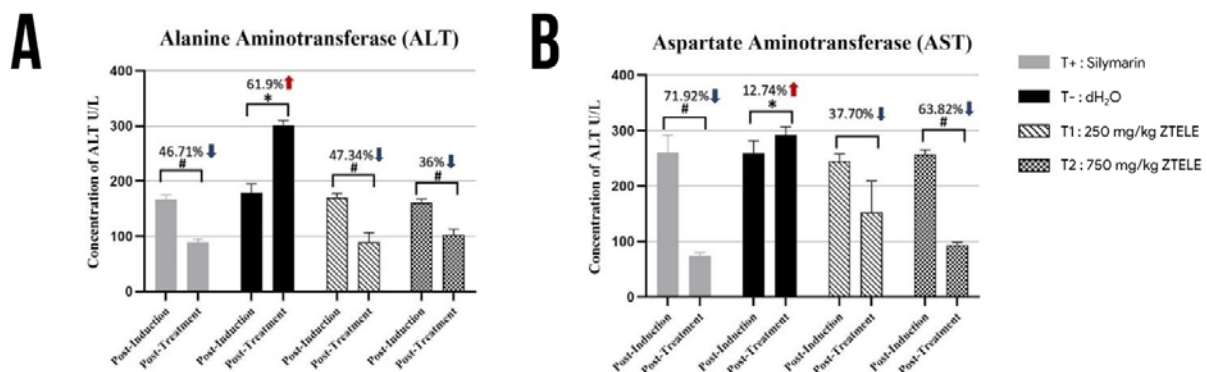 A
Alanine Aminotransferase (ALT)
Concentration of ALT U/L
400
300
200
100
0
46.71%
#
61.9%
*
47.34%
#
36%
#
Post-Induction
Post-Treatment
Post-Induction
Post-Treatment
Post-Induction
Post-Treatment
Post-Induction
Post-Treatment
B
Aspartate Aminotransferase (AST)
Concentration of ALT U/L
400
300
200
100
0
71.92%
#
12.74%
*
37.70%
63.82%
#
Post-Induction
Post-Treatment
Post-Induction
Post-Treatment
Post-Induction
Post-Treatment
Post-Induction
Post-Treatment
T+ : Silymarin
T- : dH₂O
T1 : 250 mg/kg ZTELE
T2 : 750 mg/kg ZTELE